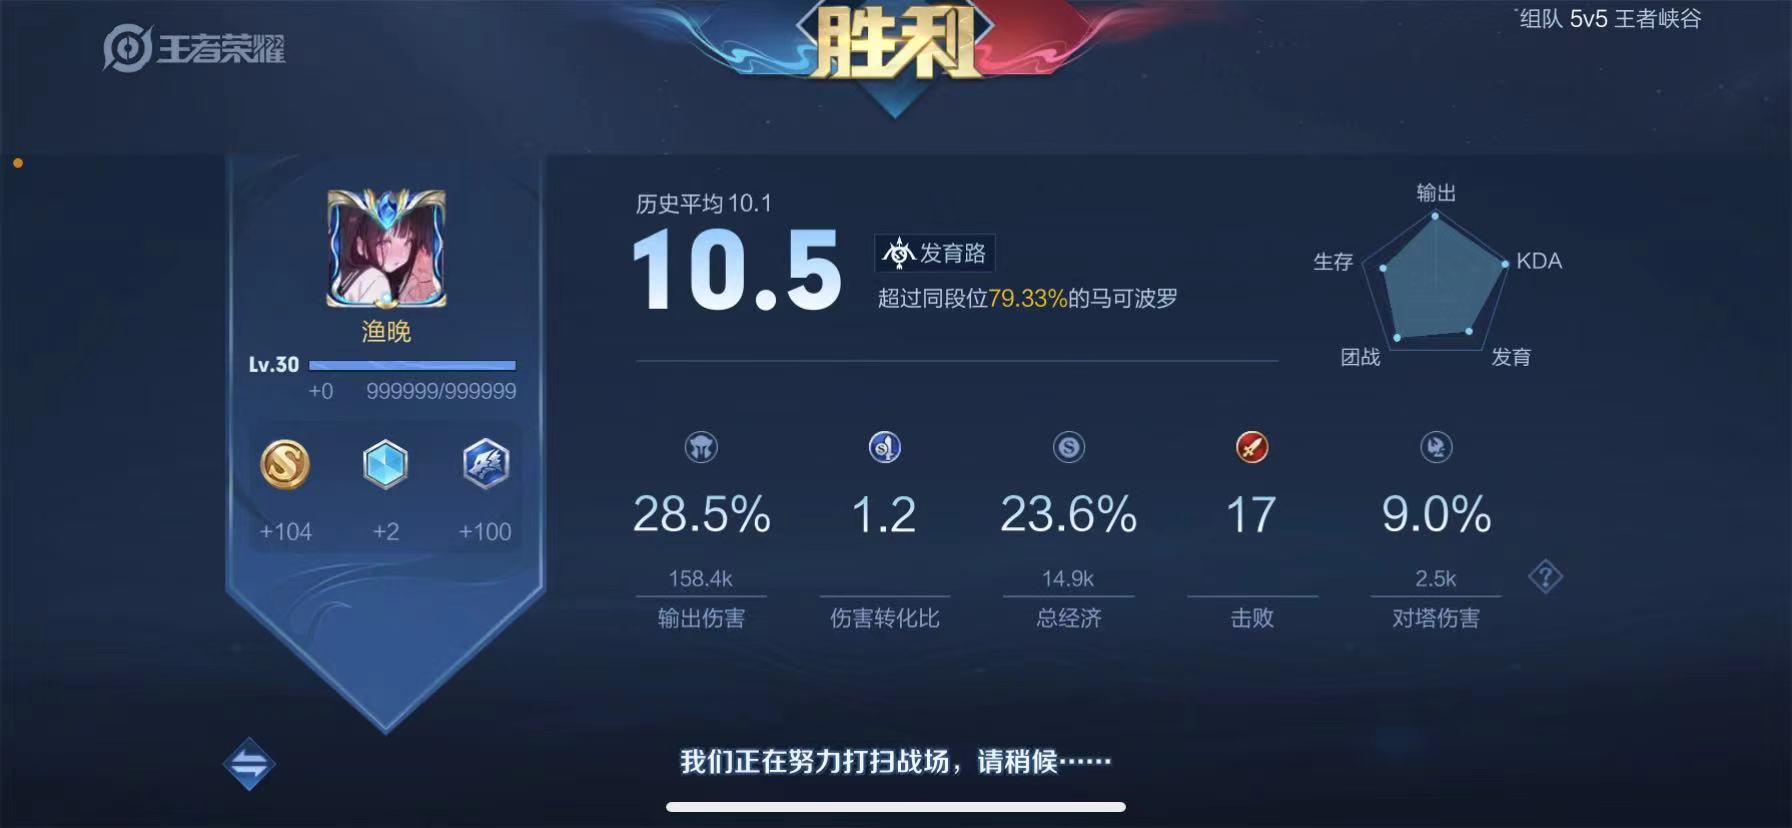 王者荣耀
胜利
组队 5v5 王者峡谷
渔晚
Lv.30
+0 999999/999999
+104 +2 +100
历史平均10.1
10.5
发育路
超过同段位79.33%的马可波罗
输出
生存
KDA
团战
发育
28.5% 1.2 23.6% 17 9.0%
158.4k 14.9k 2.5k
输出伤害 伤害转化比 总经济 击败 对塔伤害
?
我们正在努力打扫战场，请稍候……